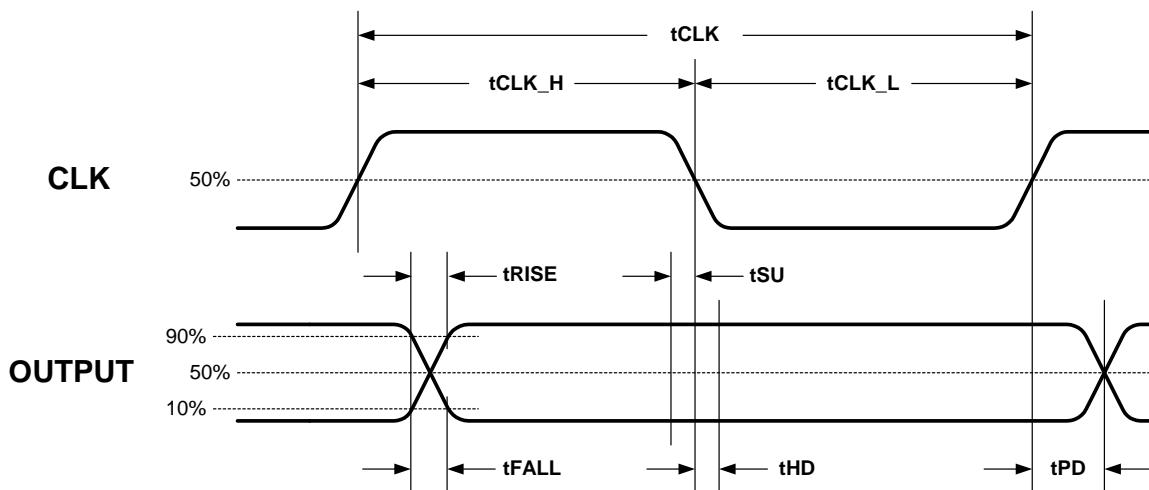 tCLK
tCLK_H
tCLK_L
CLK
50%
tRISE
tSU
90%
OUTPUT
50%
10%
tFALL
tHD
tPD